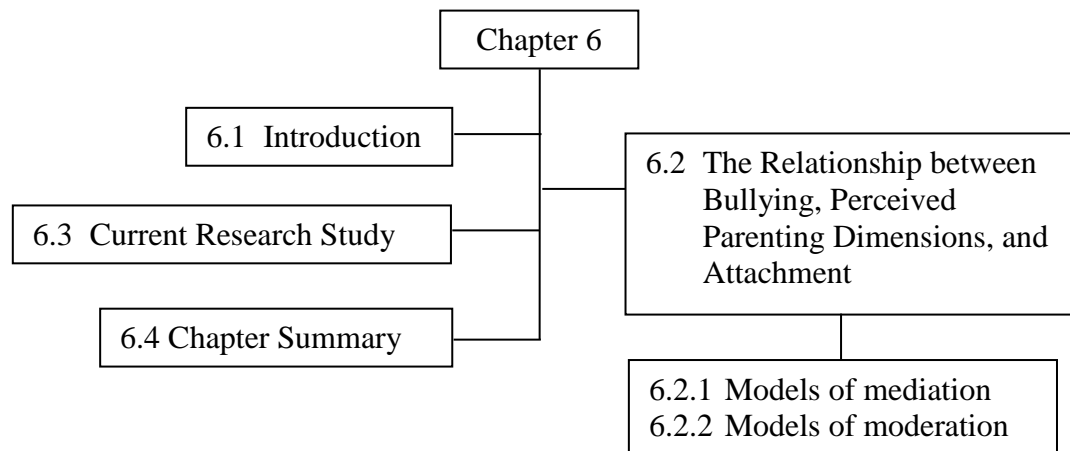 Chapter 6
6.1 Introduction
6.2 The Relationship between
Bullying, Perceived
Parenting Dimensions, and
Attachment
6.3 Current Research Study
6.4 Chapter Summary
6.2.1 Models of mediation
6.2.2 Models of moderation